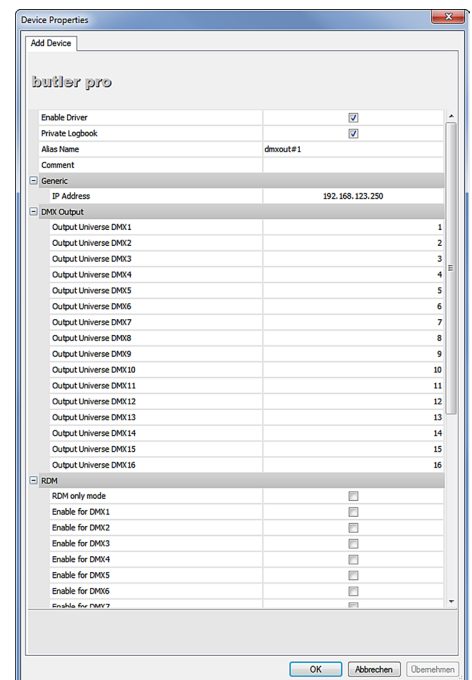 Device Properties
Add Device
butler pro
Enable Driver
Private Logbook
Alias Name dmxout#1
Comment
Generic
IP Address 192.168.123.250
DMX Output
Output Universe DMX1 1
Output Universe DMX2 2
Output Universe DMX3 3
Output Universe DMX4 4
Output Universe DMX5 5
Output Universe DMX6 6
Output Universe DMX7 7
Output Universe DMX8 8
Output Universe DMX9 9
Output Universe DMX10 10
Output Universe DMX11 11
Output Universe DMX12 12
Output Universe DMX13 13
Output Universe DMX14 14
Output Universe DMX15 15
Output Universe DMX16 16
RDM
RDM only mode
Enable for DMX1
Enable for DMX2
Enable for DMX3
Enable for DMX4
Enable for DMX5
Enable for DMX6
Enable for DMX7
OK Abbrechen Übernehmen